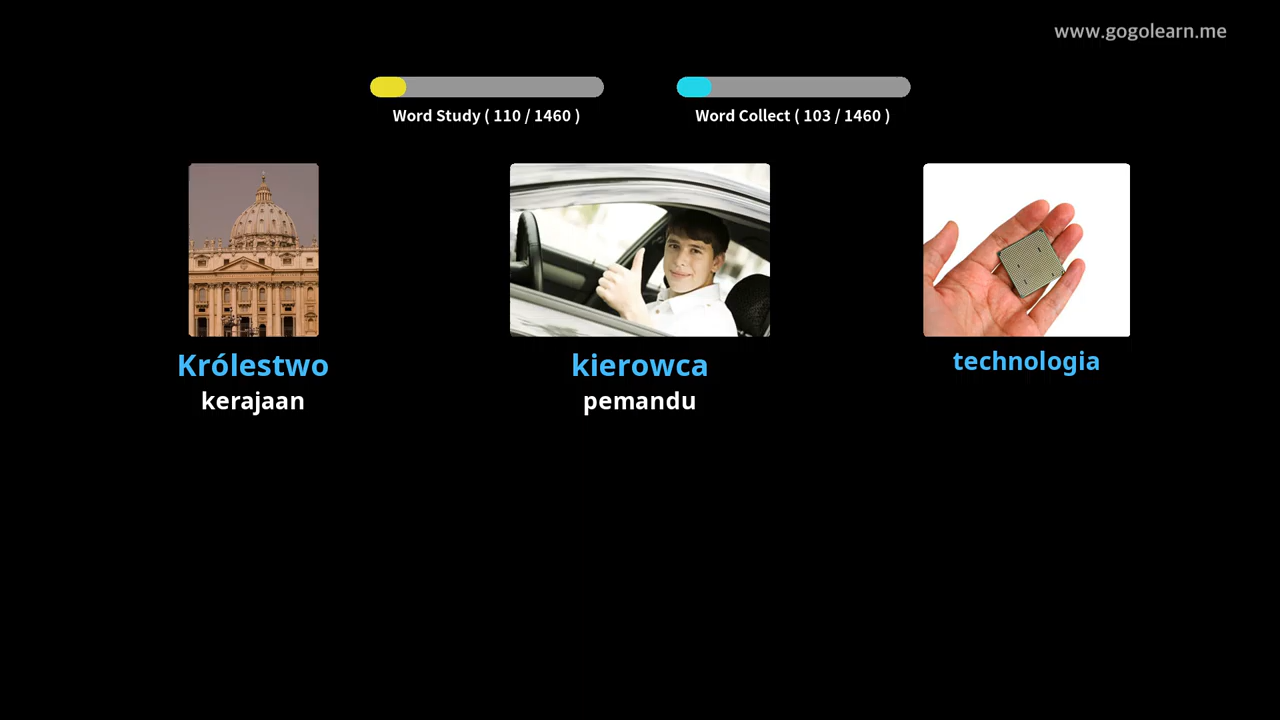 www.gogolearn.me
Word Study ( 110 / 1460 )
Word Collect ( 103 / 1460 )
Królestwo
kerajaan
kierowca
pemandu
technologia